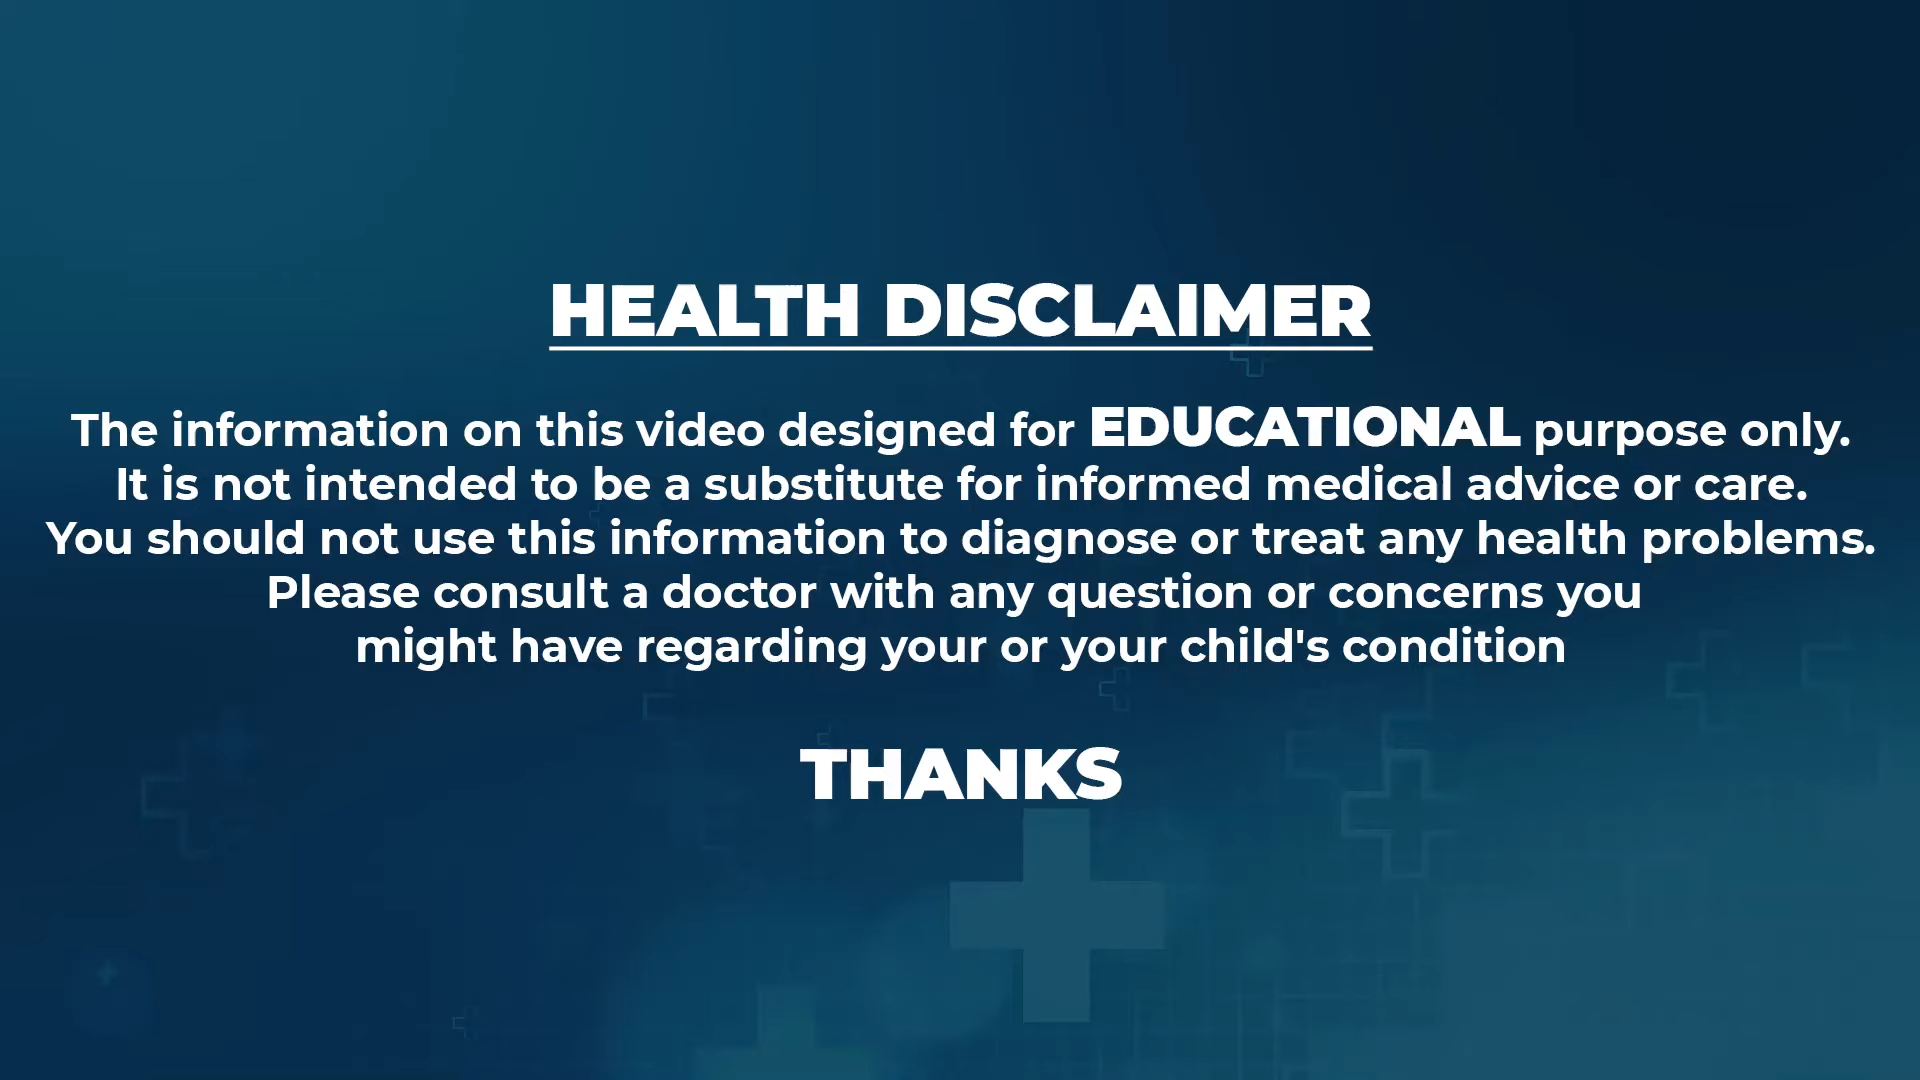 HEALTH DISCLAIMER
The information on this video designed for EDUCATIONAL purpose only.
It is not intended to be a substitute for informed medical advice or care.
You should not use this information to diagnose or treat any health problems.
Please consult a doctor with any question or concerns you
might have regarding your or your child's condition
THANKS